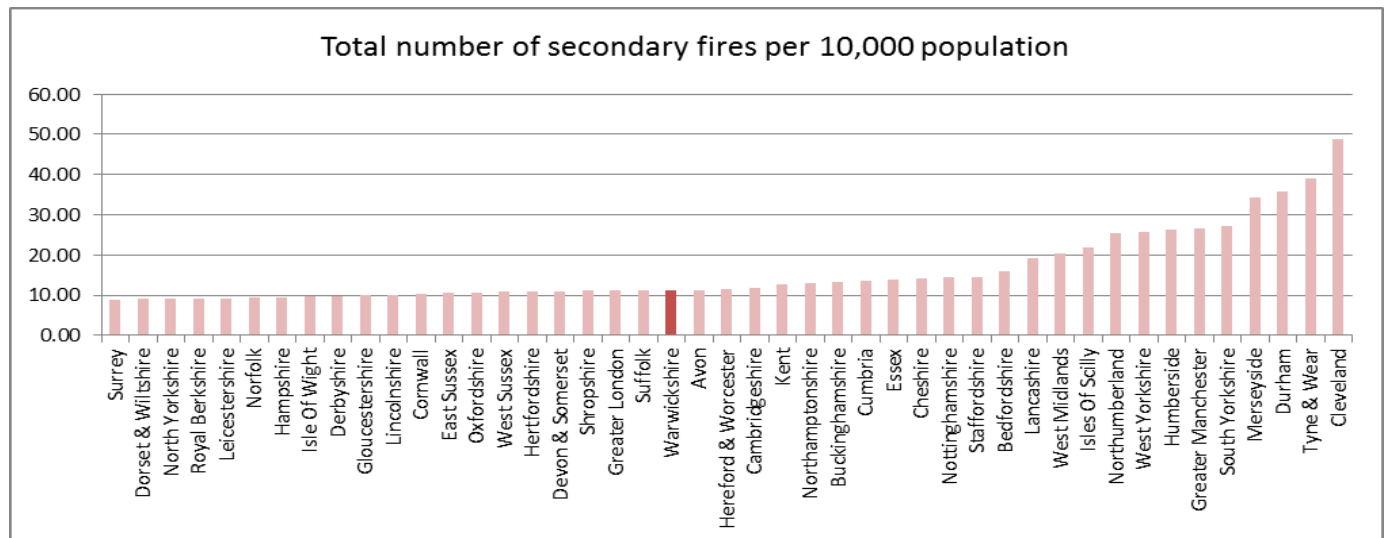 Total number of secondary fires per 10,000 population
60.00
50.00
40.00
30.00
20.00
10.00
0.00
Surrey
Dorset & Wiltshire
North Yorkshire
Royal Berkshire
Leicestershire
Norfolk
Hampshire
Isle Of Wight
Derbyshire
Gloucestershire
Lincolnshire
Cornwall
East Sussex
Oxfordshire
West Sussex
Hertfordshire
Devon & Somerset
Shropshire
Greater London
Suffolk
Warwickshire
Avon
Hereford & Worcester
Cambridgeshire
Kent
Northamptonshire
Buckinghamshire
Cumbria
Essex
Cheshire
Nottinghamshire
Staffordshire
Bedfordshire
Lancashire
West Midlands
Isles Of Scilly
Northumberland
West Yorkshire
Humberside
Greater Manchester
South Yorkshire
Merseyside
Durham
Tyne & Wear
Cleveland